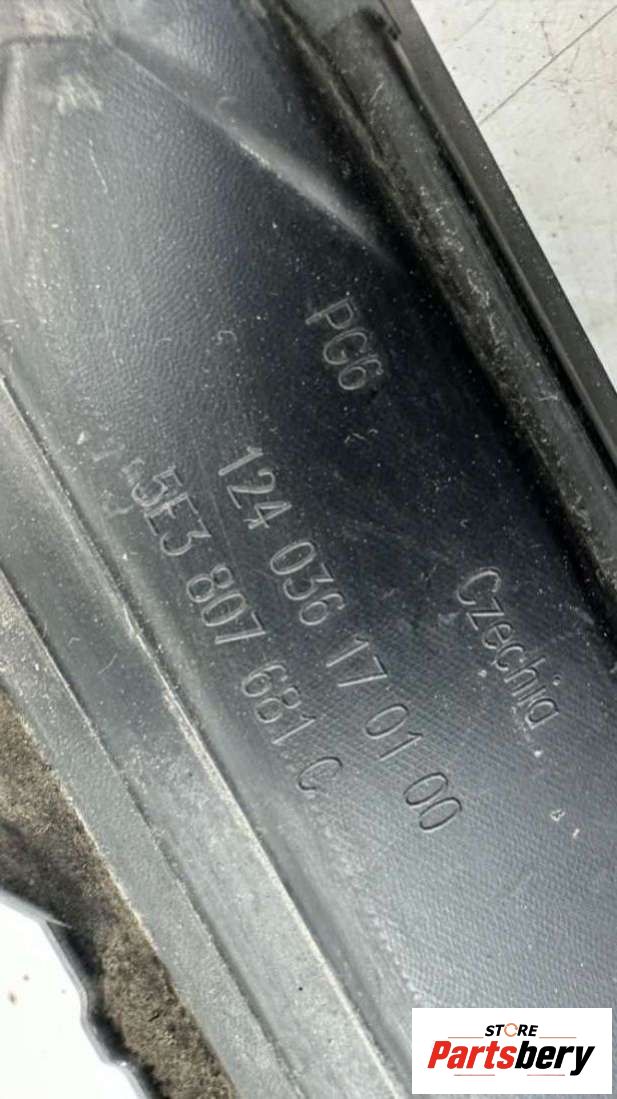 PG6
124 036 17 01 00
5E3 807 681 C
Czechia
STORE
Partsbery